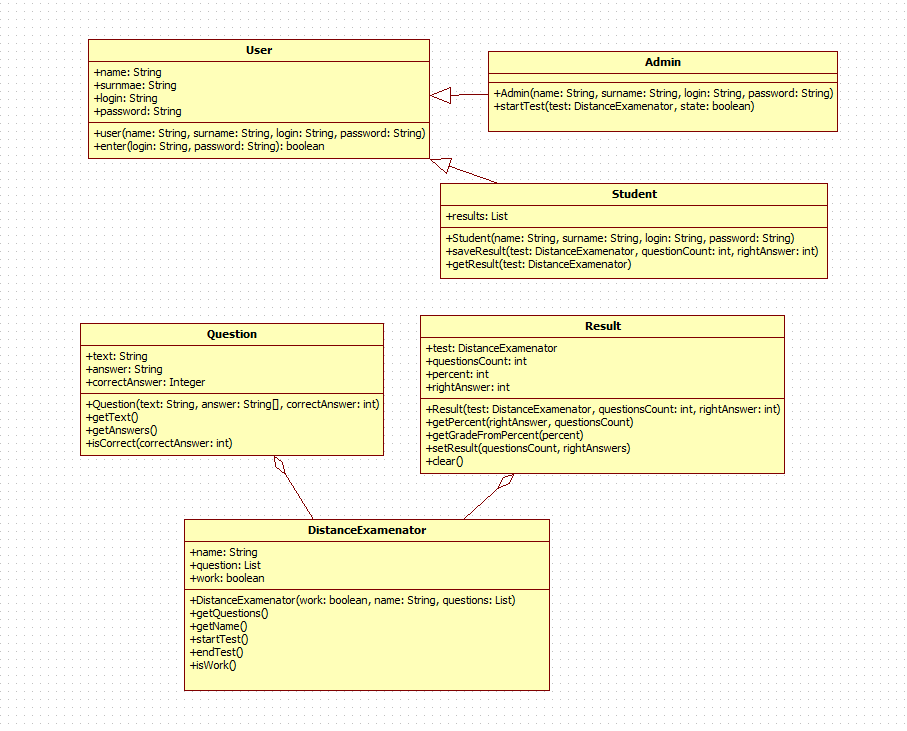 User
+name: String
+surnmae: String
+login: String
+password: String
+user(name: String, surname: String, login: String, password: String)
+enter(login: String, password: String): boolean
Admin
+Admin(name: String, surname: String, login: String, password: String)
+startTest(test: DistanceExamenator, state: boolean)
Student
+results: List
+Student(name: String, surname: String, login: String, password: String)
+saveResult(test: DistanceExamenator, questionCount: int, rightAnswer: int)
+getResult(test: DistanceExamenator)
Question
+text: String
+answer: String
+correctAnswer: Integer
+Question(text: String, answer: String[], correctAnswer: int)
+getText()
+getAnswers()
+isCorrect(correctAnswer: int)
Result
+test: DistanceExamenator
+questionsCount: int
+percent: int
+rightAnswer: int
+Result(test: DistanceExamenator, questionsCount: int, rightAnswer: int)
+getPercent(rightAnswer, questionsCount)
+getGradeFromPercent(percent)
+setResult(questionsCount, rightAnswers)
+clear()
DistanceExamenator
+name: String
+question: List
+work: boolean
+DistanceExamenator(work: boolean, name: String, questions: List)
+getQuestions()
+getName()
+startTest()
+endTest()
+isWork()